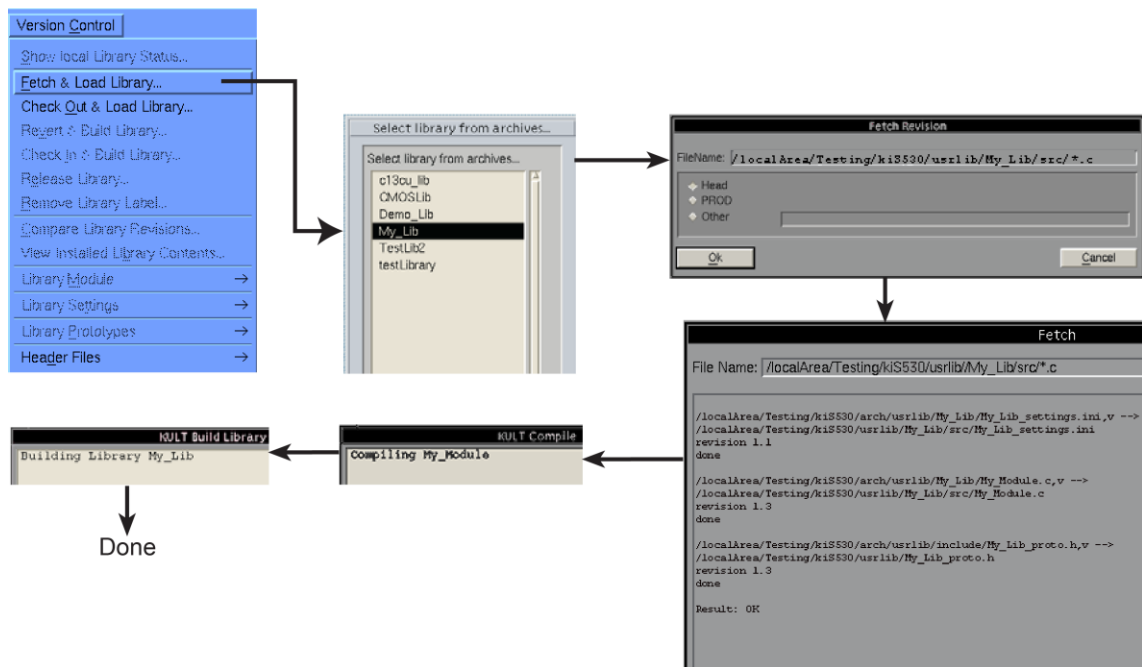 Version Control
Show local Library Status...
Fetch & Load Library...
Check Out & Load Library...
Revert & Build Library...
Check In & Build Library...
Release Library...
Remove Library Label...
Compare Library Revisions...
View Installed Library Contents...
Library Module
Library Settings
Library Prototypes
Header Files
Select library from archives...
Select library from archives...
c13cu_lib
CMOSLib
Demo_Lib
My_Lib
TestLib2
testLibrary
Fetch Revision
FileName: /localArea/Testing/kiS530/usrlib/My_Lib/src/*.c
Head
PROD
Other
Ok
Cancel
Fetch
File Name: /localArea/Testing/kiS530/usrlib//My_Lib/src/*.c
/localArea/Testing/kiS530/arch/usrlib/My_Lib/My_Lib_settings.ini,v -->
/localArea/Testing/kiS530/usrlib/My_Lib/src/My_Lib_settings.ini
revision 1.1
done
/localArea/Testing/kiS530/arch/usrlib/My_Lib/My_Module.c,v -->
/localArea/Testing/kiS530/usrlib/My_Lib/src/My_Module.c
revision 1.3
done
/localArea/Testing/kiS530/arch/usrlib/include/My_Lib_proto.h,v -->
/localArea/Testing/kiS530/usrlib/My_Lib_proto.h
revision 1.3
done
Result: OK
KULT Compile
Compiling My_Module
KULT Build Library
Building Library My_Lib
Done